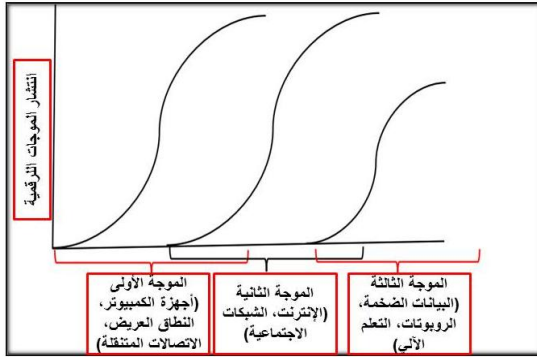 انتشار الموجات اللرقمية
الموجة الأولى
(أجهزة الكمبيوتر،
النطاق العريض،
الاتصالات المتنقلة)
الموجة الثانية
(الإنترنت، الشبكات
الاجتماعية)
الموجة الثالثة
(البيانات الضخمة،
الروبوتات، التعلم
الآلي)